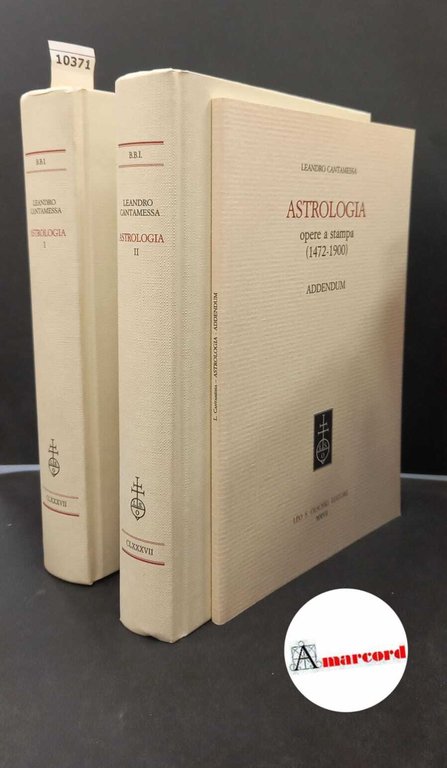 10371
B.B.I.
LEANDRO
CANTAMESSA
ASTROLOGIA
I
CLXXXVII
B.B.I.
LEANDRO
CANTAMESSA
ASTROLOGIA
II
CLXXXVII
L. Cantamessa - ASTROLOGIA - ADDENDUM
LEANDRO CANTAMESSA
ASTROLOGIA
opere a stampa
(1472-1900)
ADDENDUM
LEO S. OLSCHKI EDITORE
Amarcord